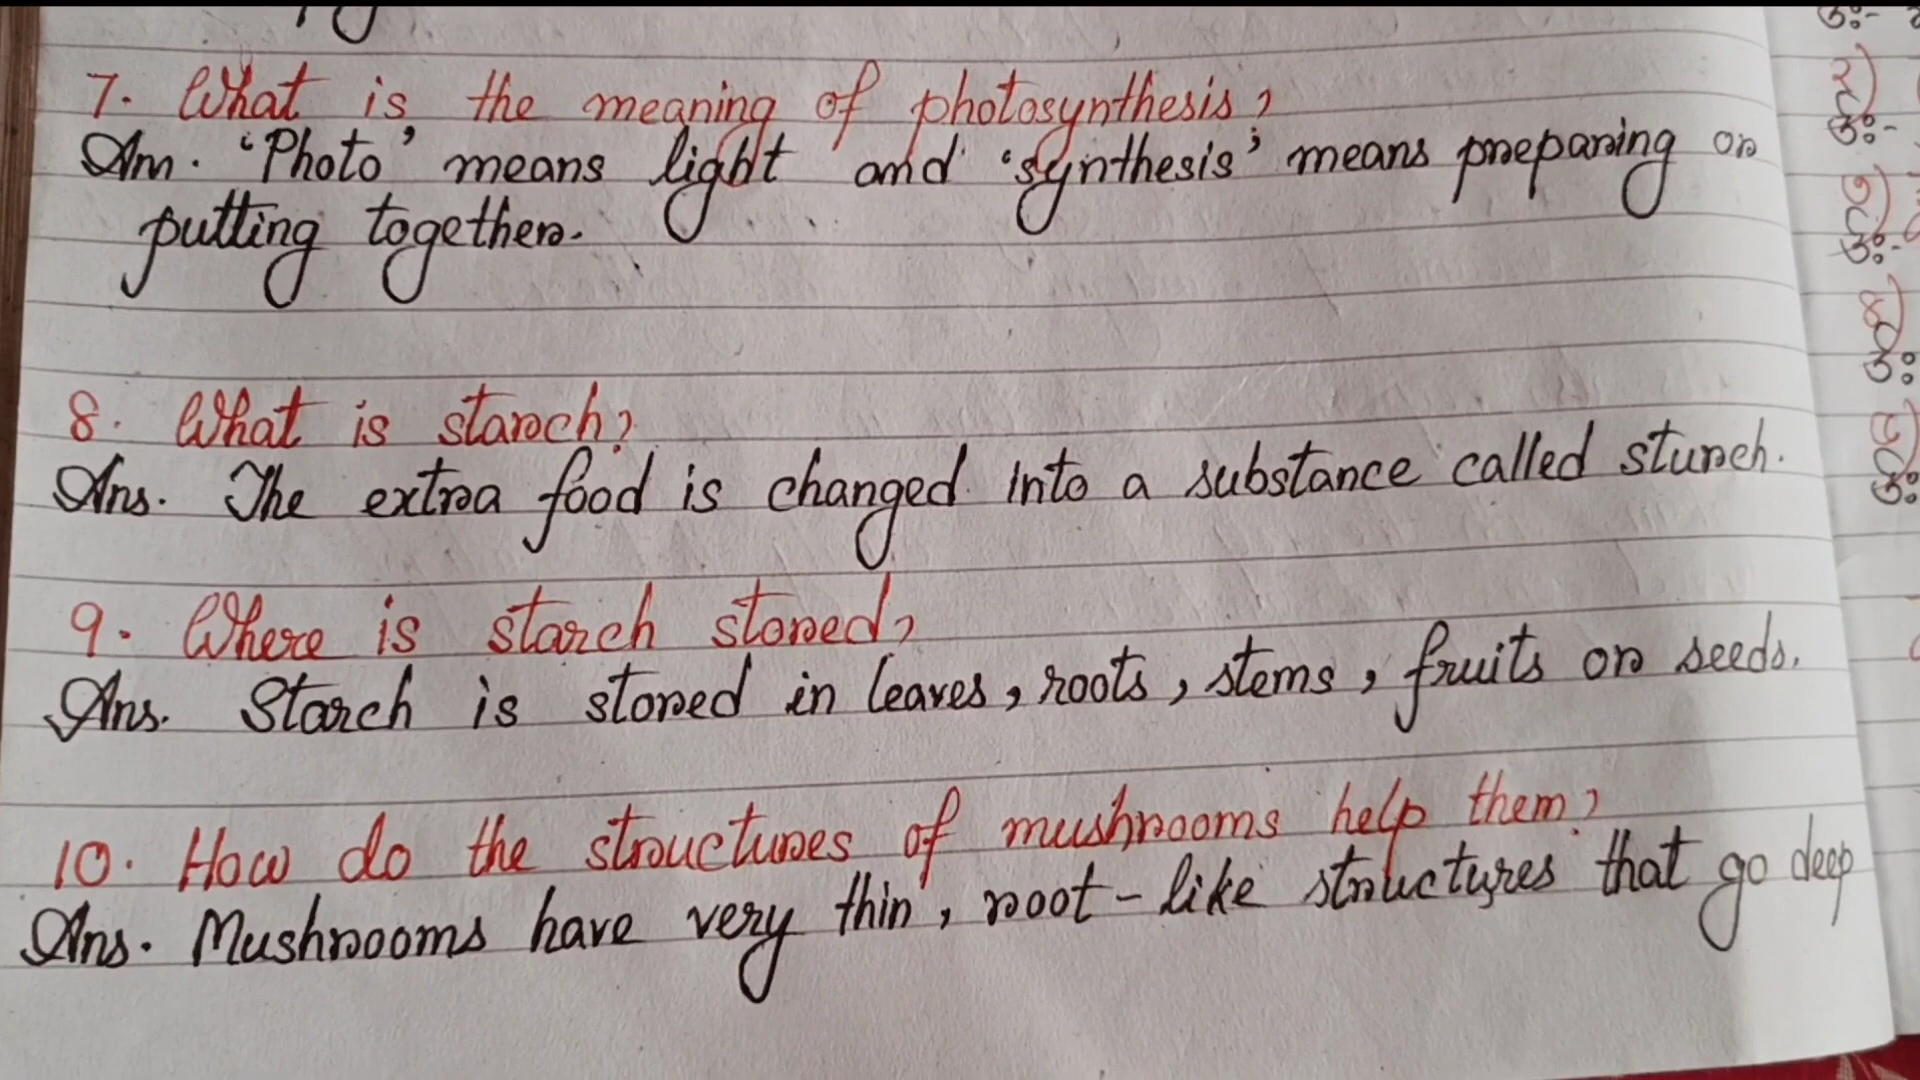 7. What is the meaning of photosynthesis?
Ans. 'Photo' means light and 'synthesis' means preparing or
putting together.
8. What is starch?
Ans. The extra food is changed into a substance called sturch.
9. Where is starch stored?
Ans. Starch is stored in leaves, roots, stems, fruits or seeds.
10. How do the structures of mushrooms help them?
Ans. Mushrooms have very thin, root-like structures that go deep